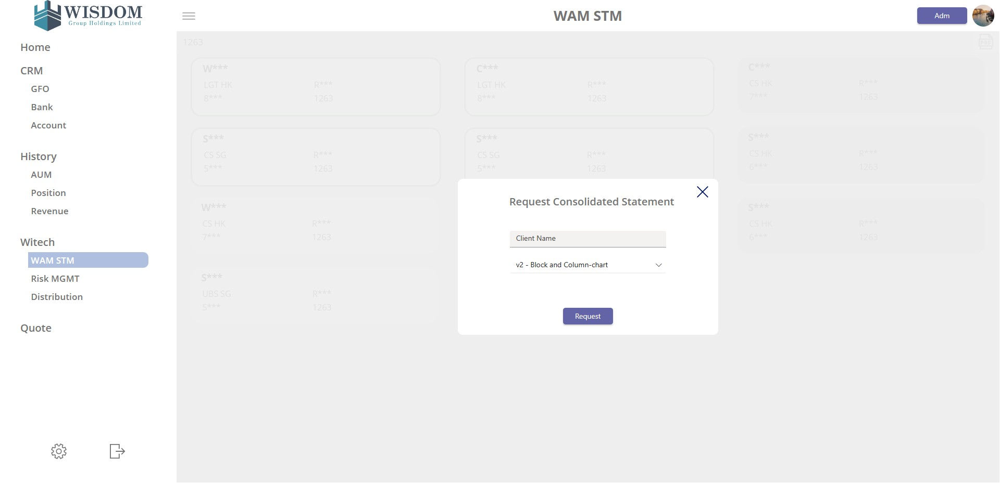 WISDOM
Group Holdings Limited
WAM STM
Adm
Home
CRM
GFO
Bank
Account
History
AUM
Position
Revenue
Witech
WAM STM
Risk MGMT
Distribution
Quote
1263
PDF
W***
LGT HK R***
8*** 1263
C***
LGT HK R***
8*** 1263
C***
CS HK R***
7*** 1263
S***
CS SG R***
5*** 1263
S***
CS SG R***
5*** 1263
S***
CS HK R***
6*** 1263
W***
CS HK R***
7*** 1263
S***
CS HK R***
6*** 1263
S***
UBS SG R***
5*** 1263
Request Consolidated Statement
Client Name
v2 - Block and Column-chart
Request